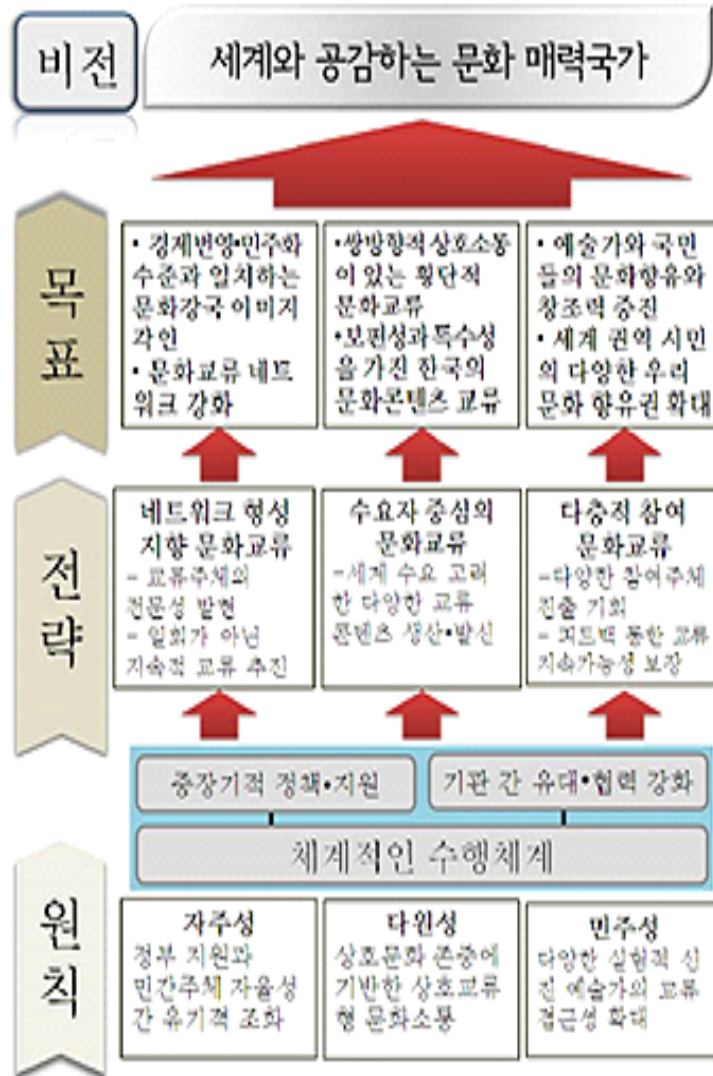 비전
세계와 공감하는 문화 매력국가
목표
• 경제번영•민주화
수준과 일치하는
문화강국 이미지
각인
• 문화교류 네트
워크 강화
•쌍방향적 상호소통
이 있는 횡단적
문화교류
•보편성과 특수성
을 가진 한국의
문화콘텐츠 교류
• 예술가와 국민
들의 문화향유와
창조력 증진
• 세계 권역 시민
의 다양한 우리
문화 향유권 확대
전략
네트워크 형성
지향 문화교류
- 교류주체의
전문성 발현
- 일회가 아닌
지속적 교류 추진
수요자 중심의
문화교류
-세계 수요 고려
한 다양한 교류
콘텐츠 생산•발신
다층적 참여
문화교류
-다양한 참여주체
진출 기회
- 피드백 통한 교류
지속가능성 보장
중장기적 정책•지원
기관 간 유대•협력 강화
체계적인 수행체계
원칙
자주성
정부 지원과
민간주체 자율성
간 유기적 조화
다원성
상호문화 존중에
기반한 상호교류
형 문화소통
민주성
다양한 실험적 신
진 예술가의 교류
접근성 확대